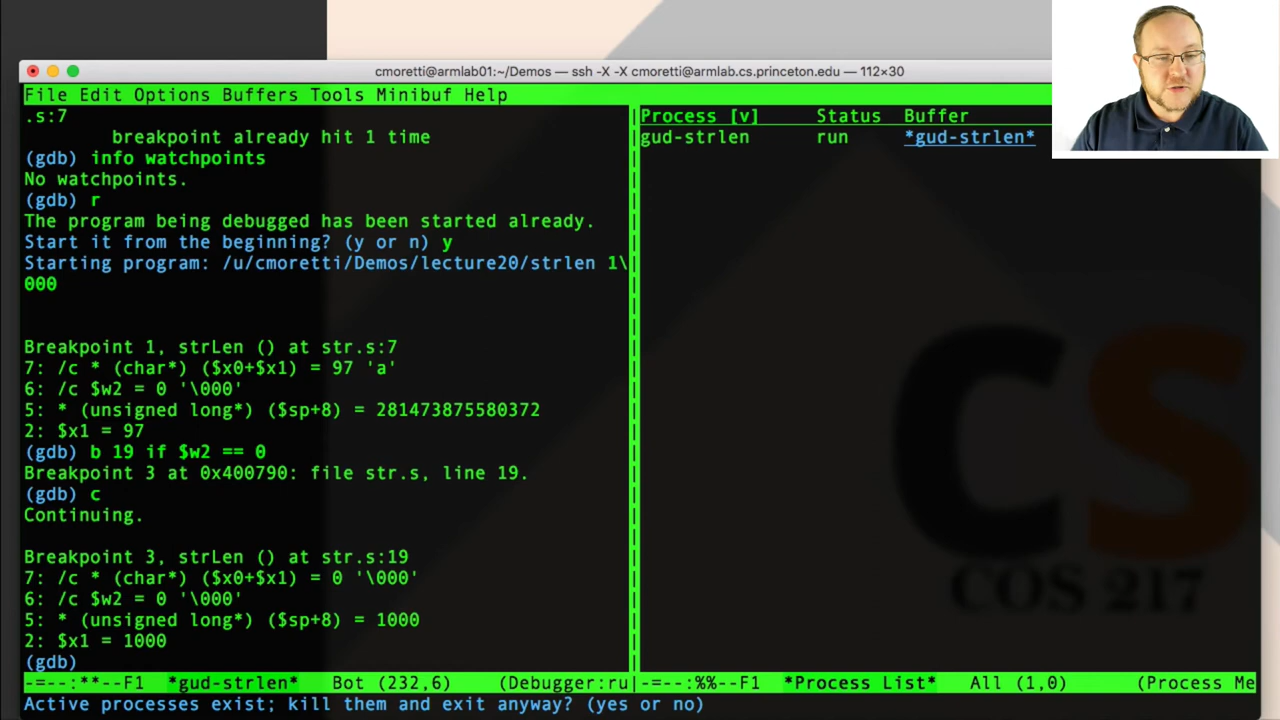 cmoretti@armlab01:~/Demos — ssh -X -X cmoretti@armlab.cs.princeton.edu — 112×30
File Edit Options Buffers Tools Minibuf Help
.s:7
breakpoint already hit 1 time
(gdb) info watchpoints
No watchpoints.
(gdb) r
The program being debugged has been started already.
Start it from the beginning? (y or n) y
Starting program: /u/cmoretti/Demos/lecture20/strlen 1\
000
Breakpoint 1, strLen () at str.s:7
7: /c * (char*) ($x0+$x1) = 97 'a'
6: /c $w2 = 0 '\000'
5: * (unsigned long*) ($sp+8) = 281473875580372
2: $x1 = 97
(gdb) b 19 if $w2 == 0
Breakpoint 3 at 0x400790: file str.s, line 19.
(gdb) c
Continuing.
Breakpoint 3, strLen () at str.s:19
7: /c * (char*) ($x0+$x1) = 0 '\000'
6: /c $w2 = 0 '\000'
5: * (unsigned long*) ($sp+8) = 1000
2: $x1 = 1000
(gdb)
-=--:**--F1 *gud-strlen* Bot (232,6) (Debugger:ru
Process [v] Status Buffer
gud-strlen run *gud-strlen*
CS
COS 217
-=--:%%--F1 *Process List* All (1,0) (Process Me
Active processes exist; kill them and exit anyway? (yes or no)